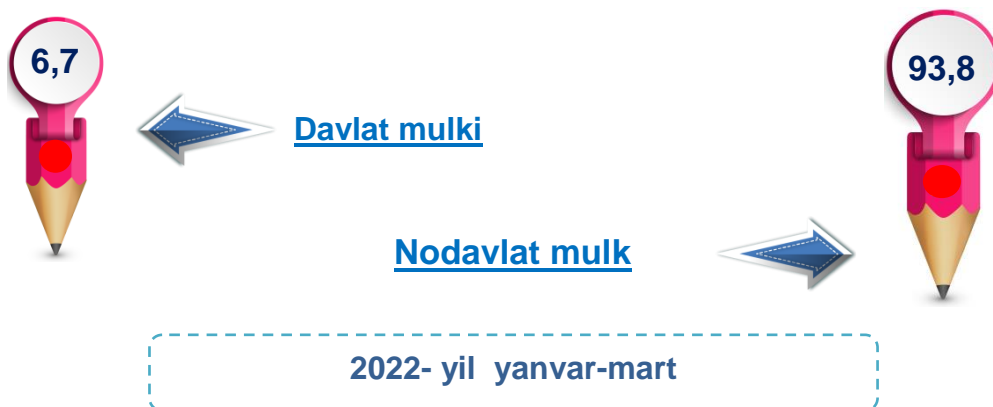 6,7
93,8
Davlat mulki
Nodavlat mulk
2022- yil yanvar-mart